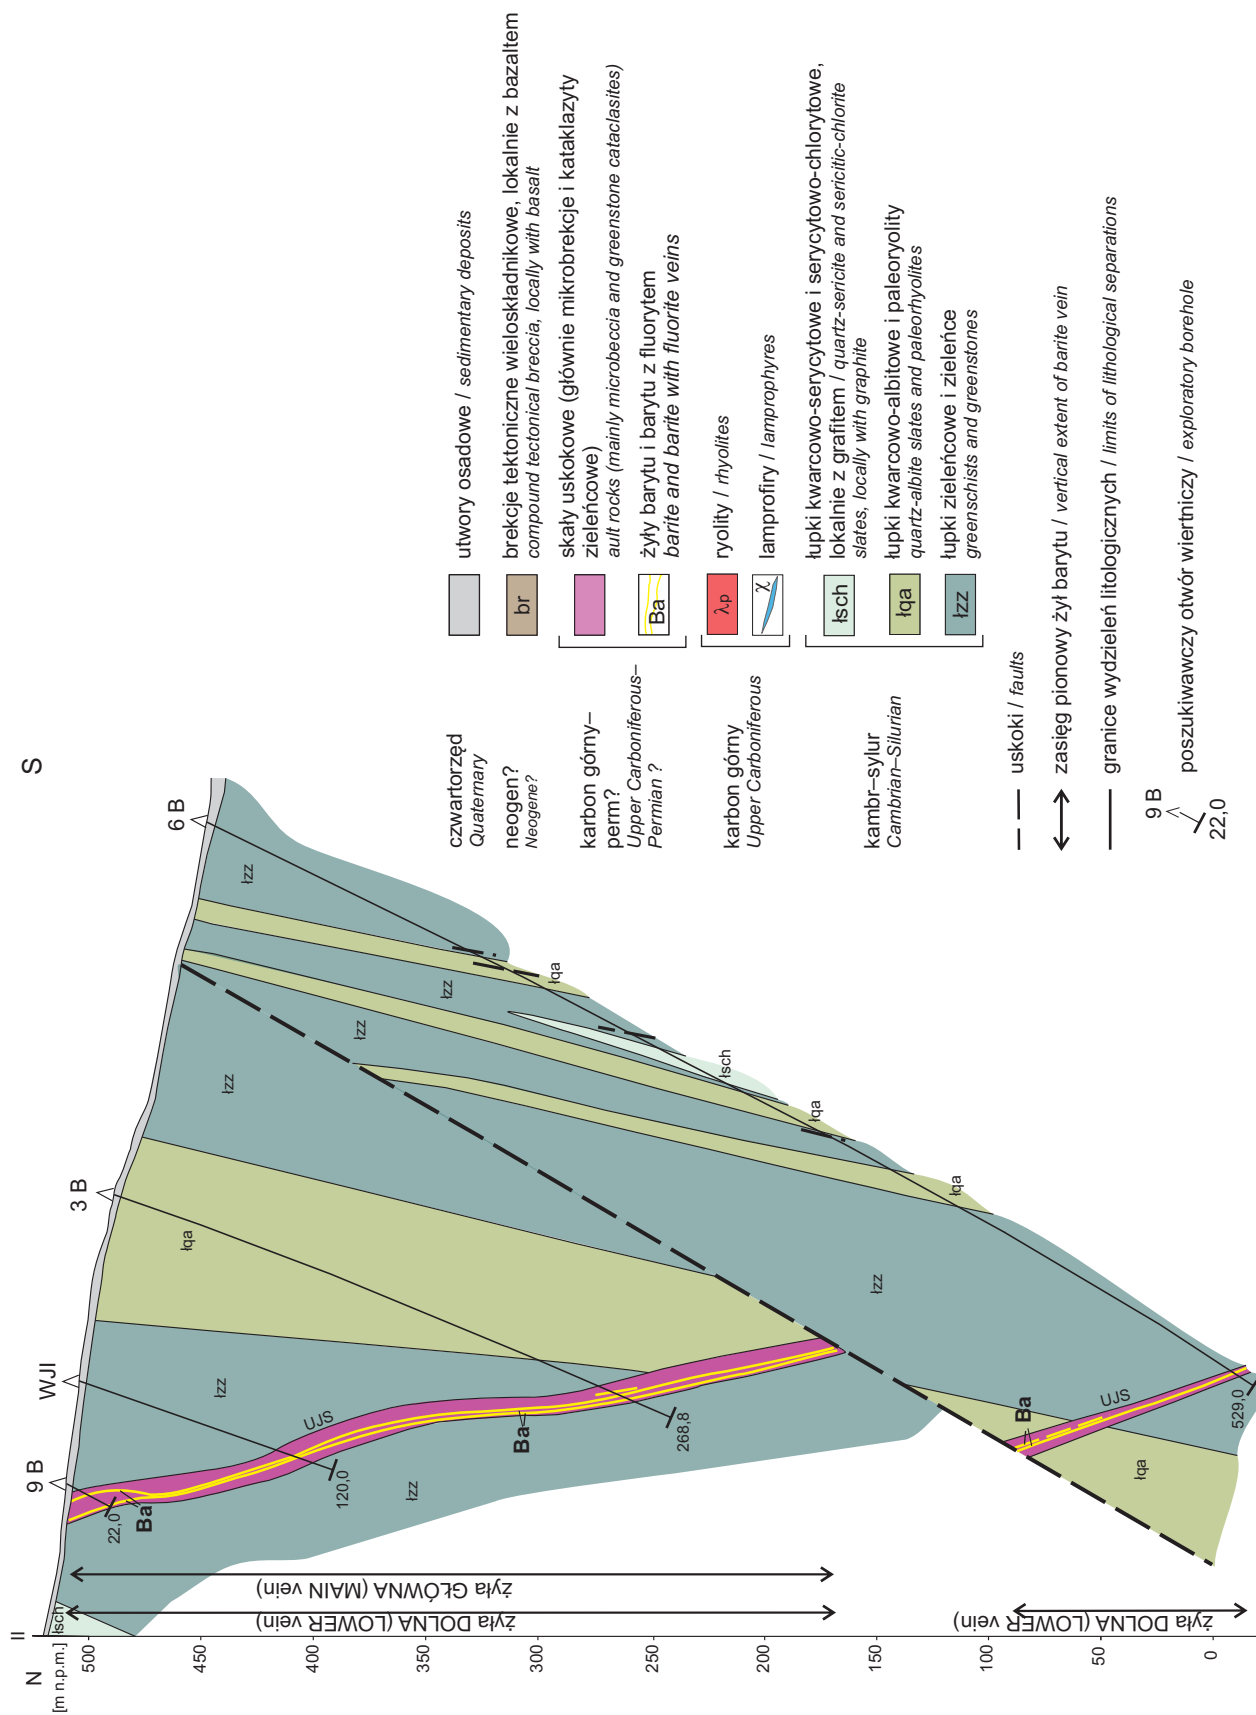 N
II
S
[m n.p.m.]
500
450
400
350
300
250
200
150
100
50
0
9 B
WJI
3 B
6 B
22,0
120,0
268,8
529,0
łsch
łzz
łzz
łzz
łzz
łzz
łzz
łzz
łqa
łqa
łqa
łqa
łqa
łsch
UJS
UJS
Ba
Ba
Ba
żyła GŁÓWNA (MAIN vein)
żyła DOLNA (LOWER vein)
żyła DOLNA (LOWER vein)
czwartorzęd
Quaternary
utwory osadowe / sedimentary deposits
neogen?
Neogene?
br
brekcje tektoniczne wieloskładnikowe, lokalnie z bazaltem
compound tectonical breccia, locally with basalt
karbon górny–
perm?
Upper Carboniferous–
Permian ?
skały uskokowe (głównie mikrobrekcje i kataklazyty
zieleńcowe)
ault rocks (mainly microbeccia and greenstone cataclasites)
Ba
żyły barytu i barytu z fluorytem
barite and barite with fluorite veins
karbon górny
Upper Carboniferous
λp
ryolity / rhyolites
χ
lamprofiry / lamprophyres
kambr–sylur
Cambrian–Silurian
łsch
łupki kwarcowo-serycytowe i serycytowo-chlorytowe,
lokalnie z grafitem / quartz-sericite and sericitic-chlorite
slates, locally with graphite
łqa
łupki kwarcowo-albitowe i paleoryolity
quartz-albite slates and paleorhyolites
łzz
łupki zieleńcowe i zieleńce
greenschists and greenstones
uskoki / faults
zasięg pionowy żył barytu / vertical extent of barite vein
granice wydzieleń litologicznych / limits of lithological separations
9 B
22,0
poszukiwawczy otwór wiertniczy / exploratory borehole